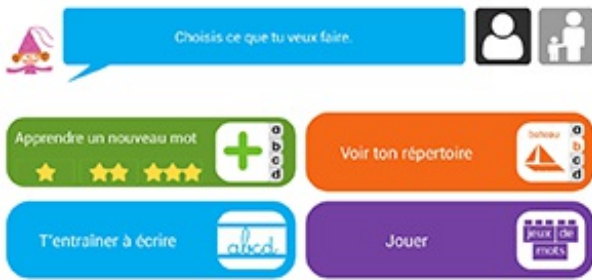 Choisis ce que tu veux faire.
Apprendre un nouveau mot
a
b
c
d
Voir ton répertoire
bateau
a
b
c
d
T'entraîner à écrire
abcd
Jouer
jeux de
mots